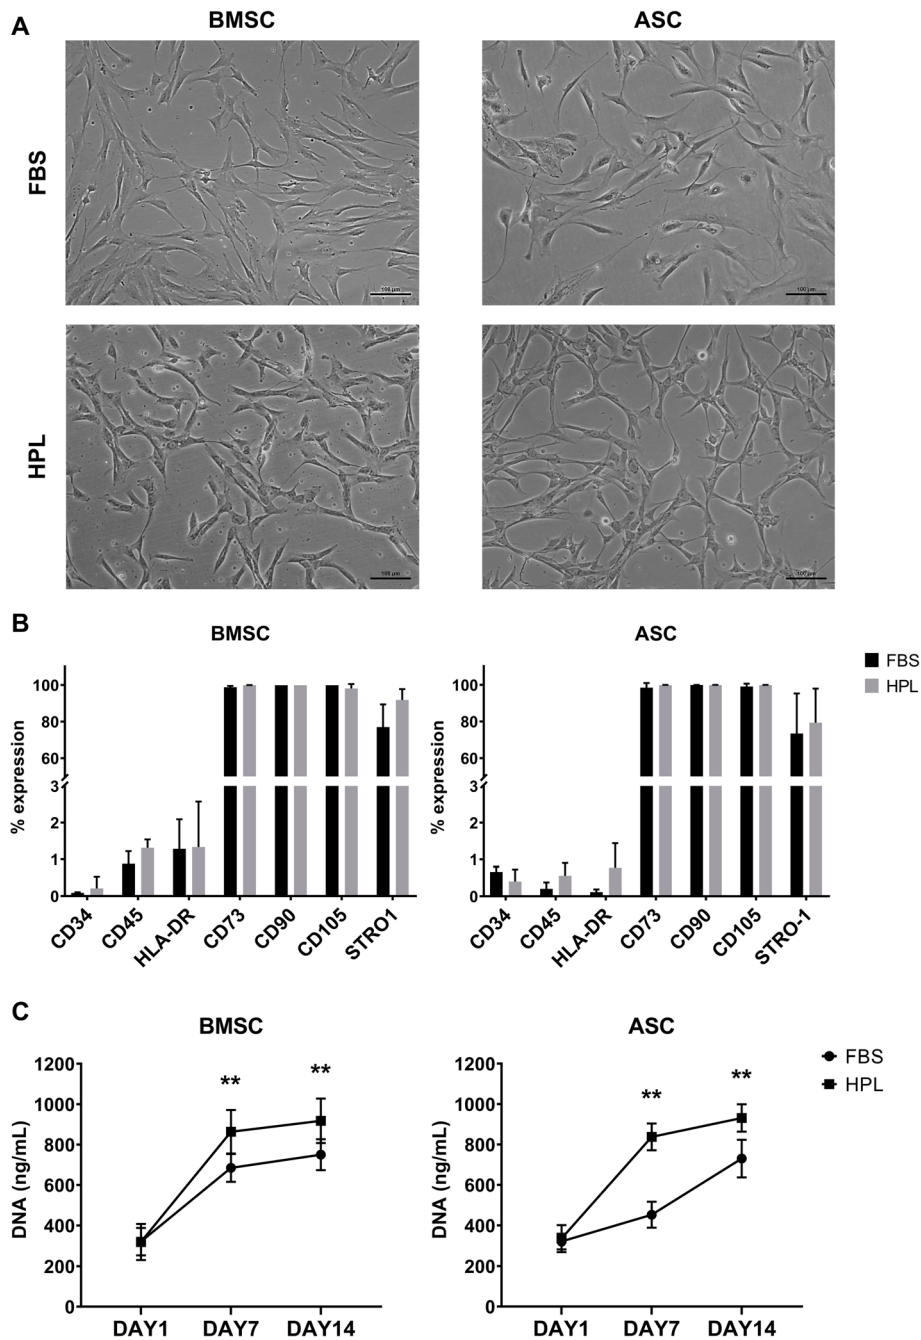 A
BMSC
ASC
FBS
100 µm
100 µm
HPL
100 µm
100 µm
B
BMSC
ASC
FBS
HPL
% expression
100
80
60
3
2
1
0
CD34
CD45
HLA-DR
CD73
CD90
CD105
STRO1
% expression
100
80
60
3
2
1
0
CD34
CD45
HLA-DR
CD73
CD90
CD105
STRO-1
C
BMSC
ASC
FBS
HPL
DNA (ng/mL)
1200
1000
800
600
400
200
0
**
**
DAY1 DAY7 DAY14
DNA (ng/mL)
1200
1000
800
600
400
200
0
**
**
DAY1 DAY7 DAY14